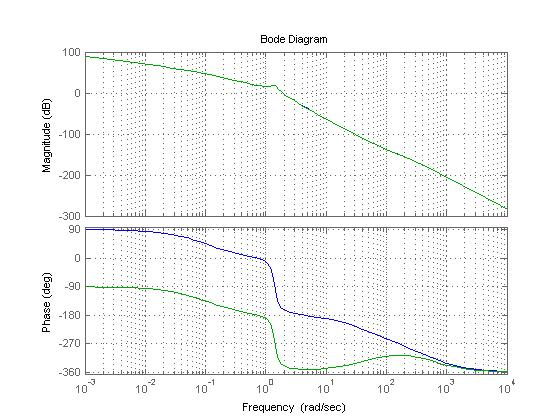 Bode Diagram
Magnitude (dB)
100
0
-100
-200
-300
Phase (deg)
90
0
-90
-180
-270
-360
10^-3 10^-2 10^-1 10^0 10^1 10^2 10^3 10^4
Frequency (rad/sec)